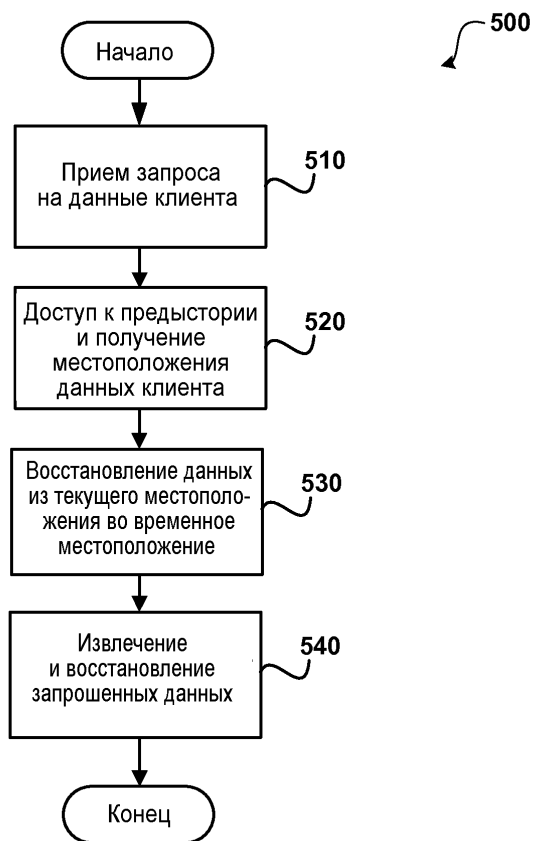 500
Начало
Прием запроса
на данные клиента
510
Доступ к предыстории
и получение
местоположения
данных клиента
520
Восстановление данных
из текущего местополо-
жения во временное
местоположение
530
Извлечение
и восстановление
запрошенных данных
540
Конец